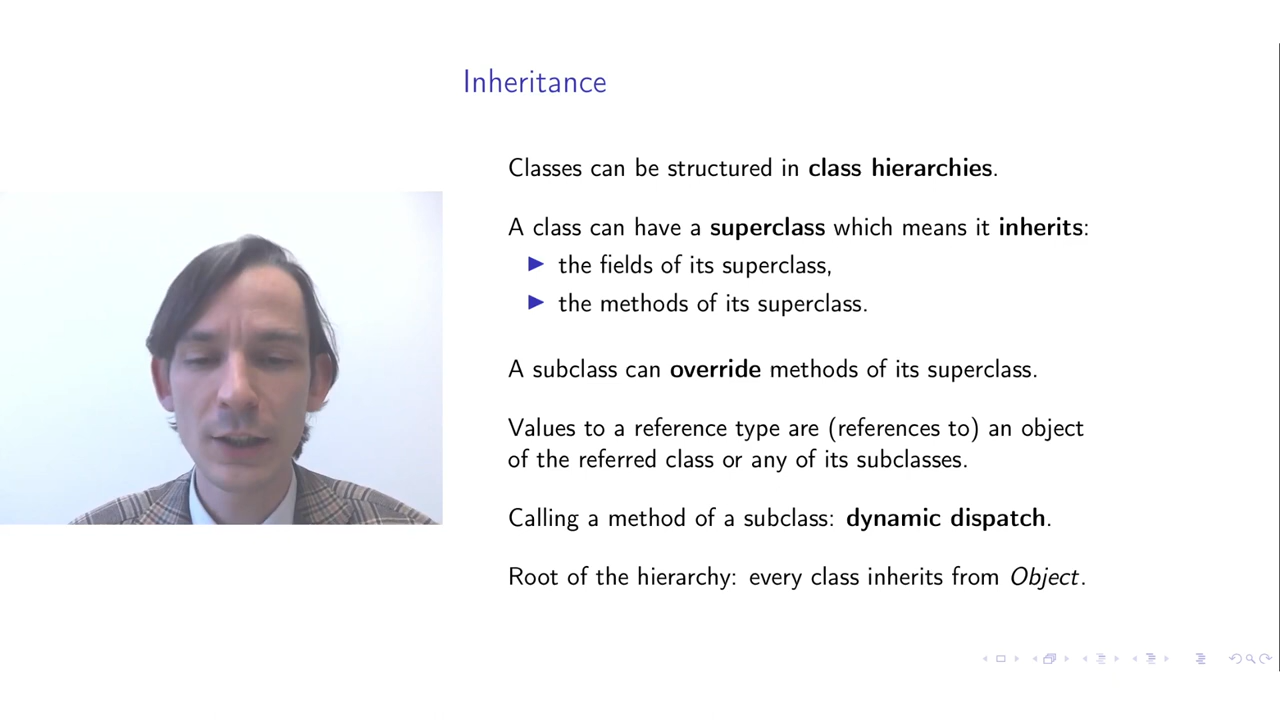 Inheritance
Classes can be structured in class hierarchies.
A class can have a superclass which means it inherits:
the fields of its superclass,
the methods of its superclass.
A subclass can override methods of its superclass.
Values to a reference type are (references to) an object
of the referred class or any of its subclasses.
Calling a method of a subclass: dynamic dispatch.
Root of the hierarchy: every class inherits from Object.